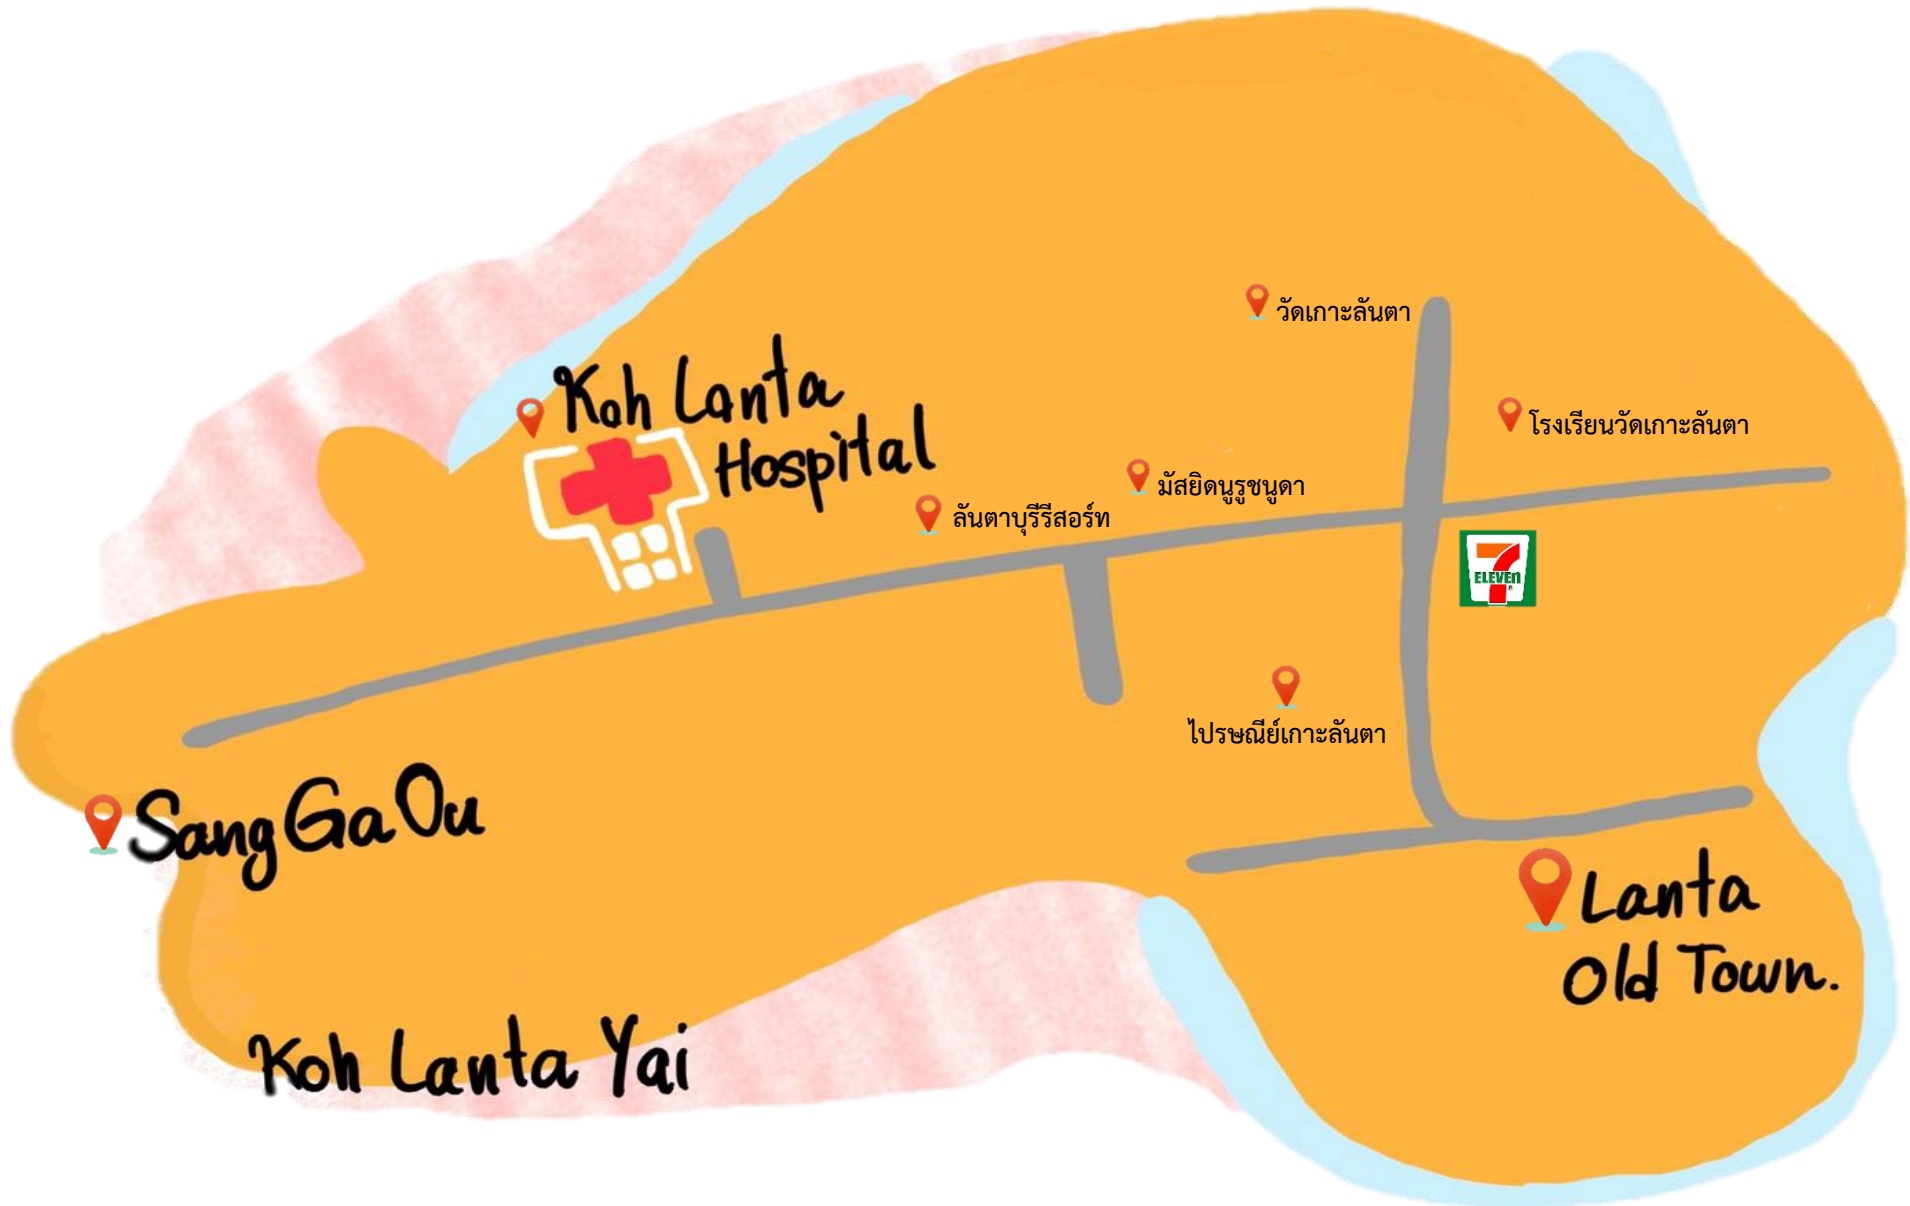 วัดเกาะลันตา
Koh Lanta
Hospital
โรงเรียนวัดเกาะลันตา
มัสยิดนูรูชนูดา
ลันตาบุรีรีสอร์ท
7
ELEVEn
ไปรษณีย์เกาะลันตา
Sang Ga Ou
Lanta
Old Town.
Koh Lanta Yai